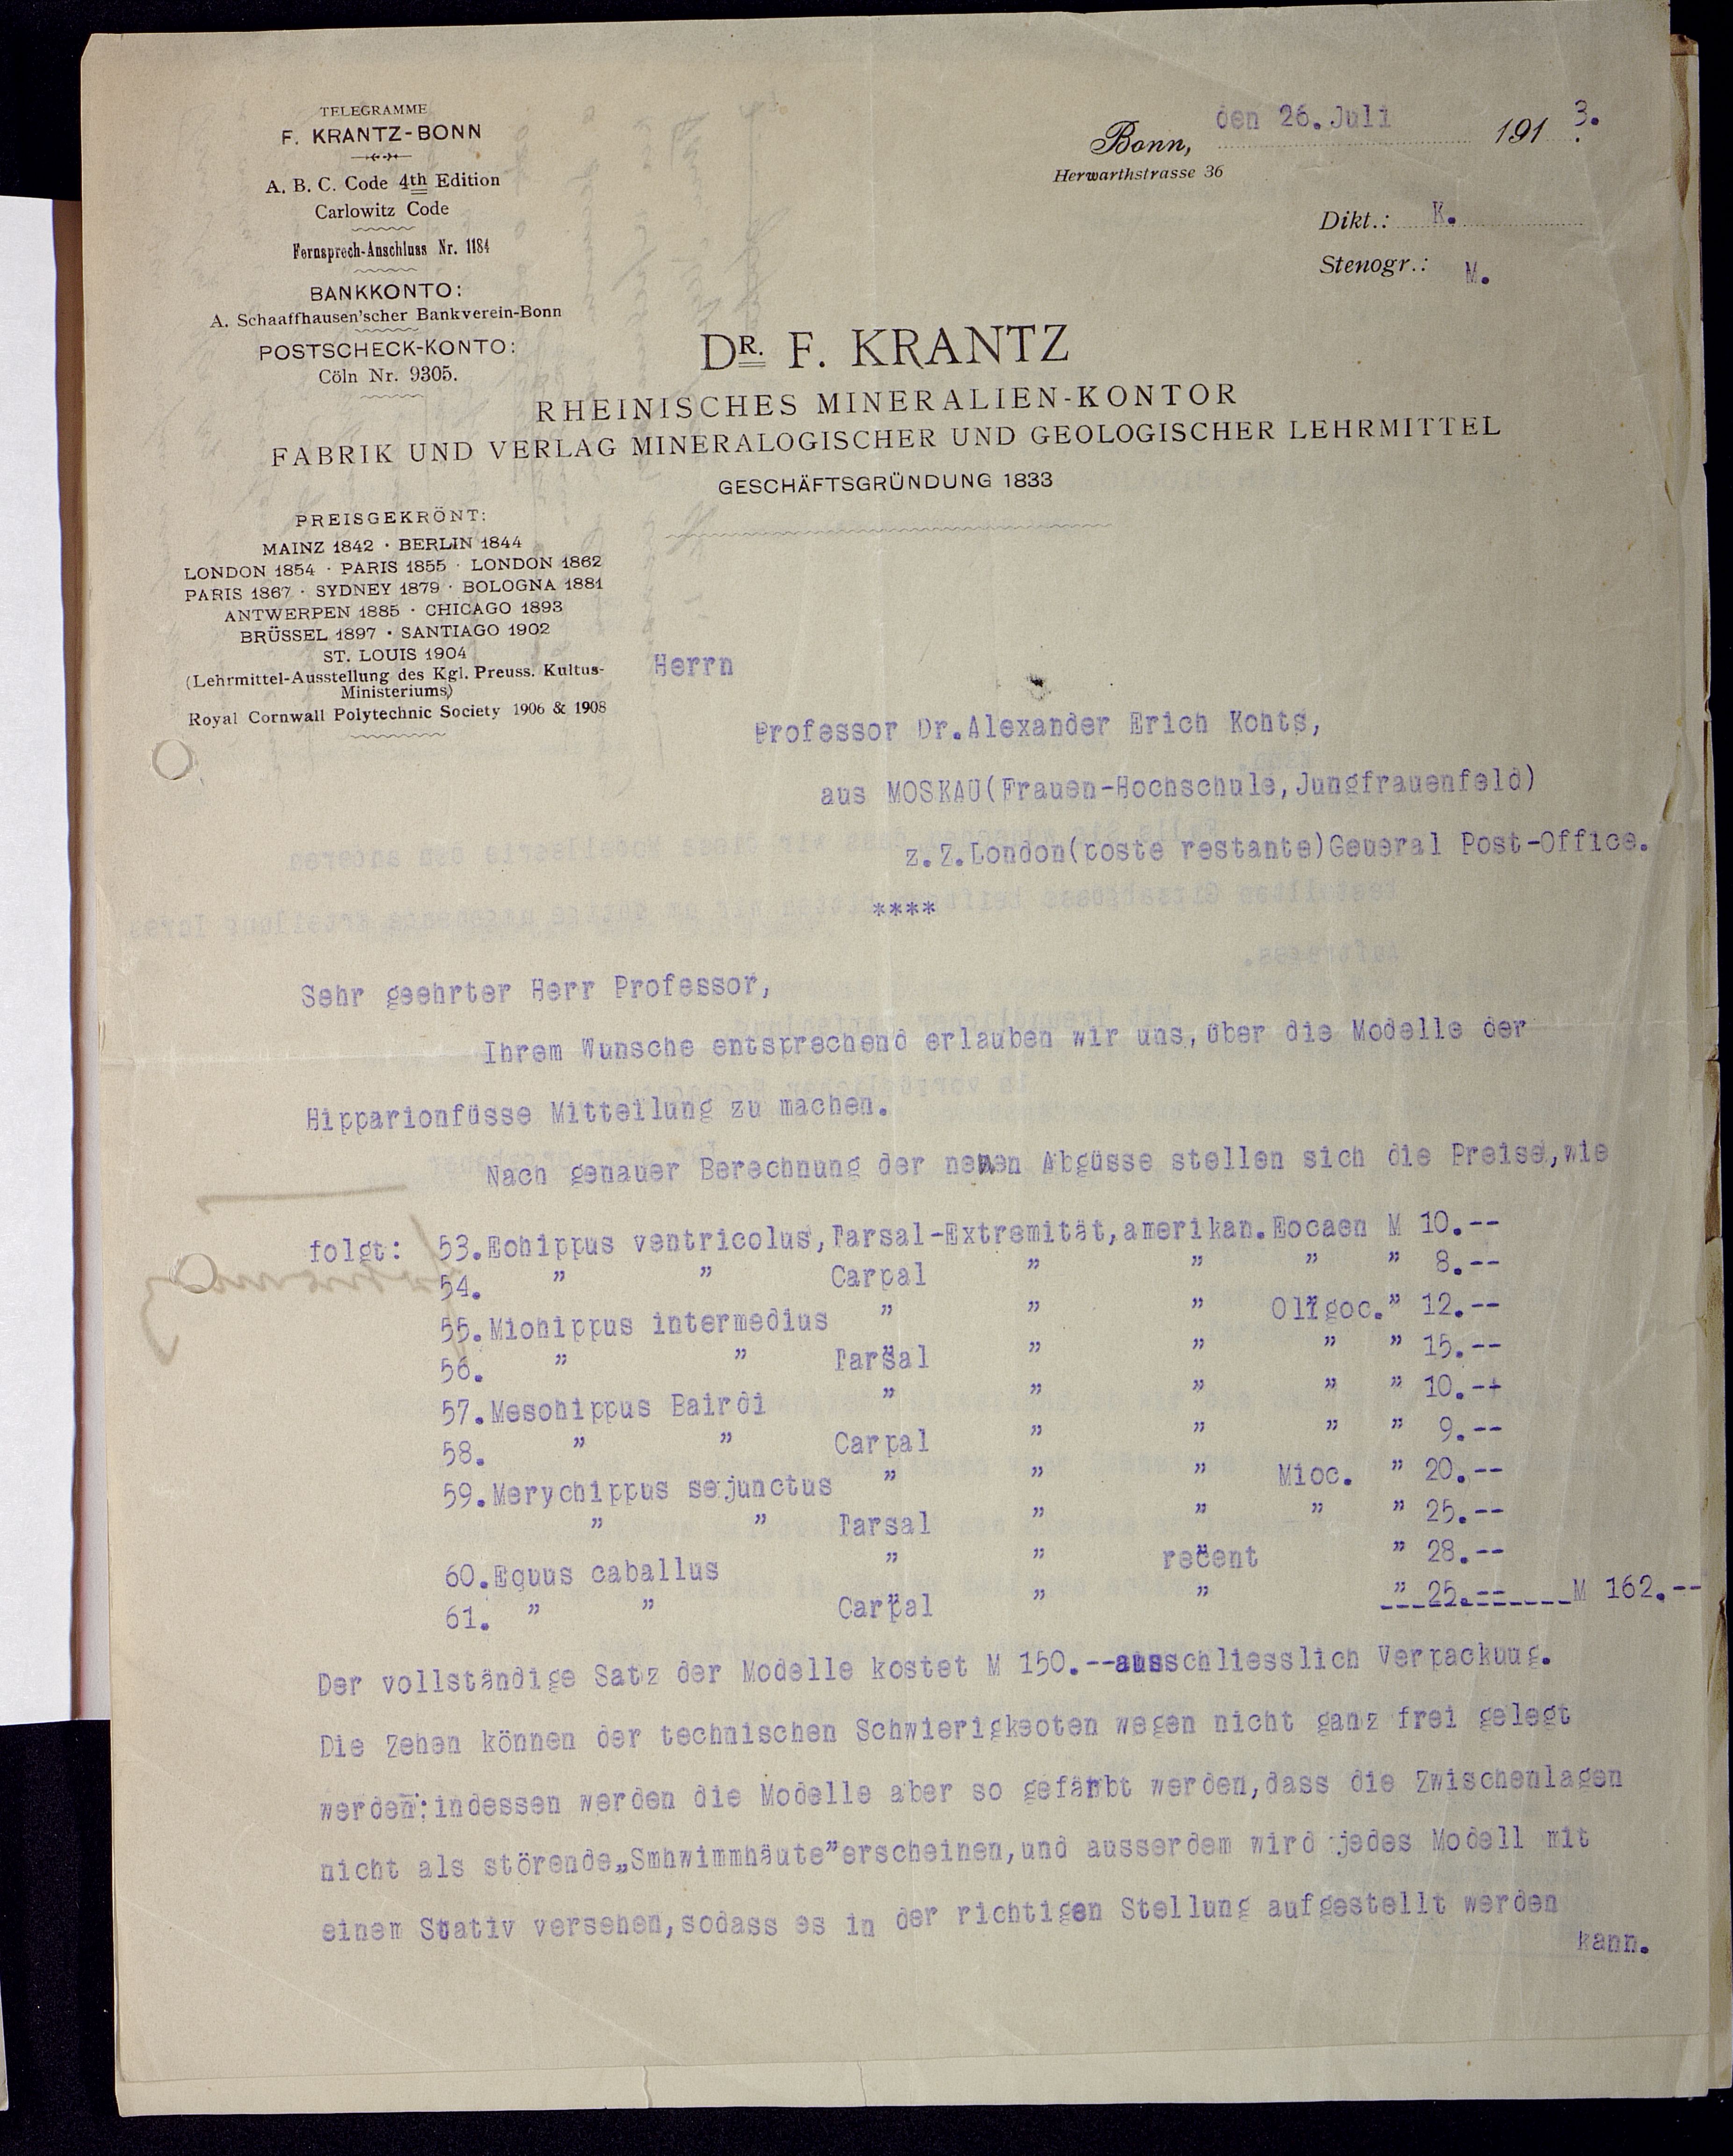 TELEGRAMME
F. KRANTZ-BONN
A. B. C. Code 4th Edition
Carlowitz Code
Fernsprech-Anschluss Nr. 1184
BANKKONTO:
A. Schaaffhausen'scher Bankverein-Bonn
POSTSCHECK-KONTO:
Cöln Nr. 9305.
Bonn, den 26.Juli 191 3.
Herwarthstrasse 36
Dikt.: K.
Stenogr.: M.
DR. F. KRANTZ
RHEINISCHES MINERALIEN-KONTOR
FABRIK UND VERLAG MINERALOGISCHER UND GEOLOGISCHER LEHRMITTEL
GESCHÄFTSGRÜNDUNG 1833
PREISGEKRÖNT:
MAINZ 1842 · BERLIN 1844
LONDON 1854 · PARIS 1855 · LONDON 1862
PARIS 1867 · SYDNEY 1879 · BOLOGNA 1881
ANTWERPEN 1885 · CHICAGO 1893
BRÜSSEL 1897 · SANTIAGO 1902
ST. LOUIS 1904
(Lehrmittel-Ausstellung des Kgl. Preuss. Kultus-
Ministeriums)
Royal Cornwall Polytechnic Society 1906 & 1908
Herrn
Professor Dr.Alexander Erich Kohts,
aus MOSKAU(Frauen-Hochschule,Jungfrauenfeld)
z.Z.London(poste restante)Geueral Post-Office.
****
Sehr geehrter Herr Professor,
Ihrem Wunsche entsprechend erlauben wir uns,über die Modelle der
Hipparionfüsse Mitteilung zu machen.
Nach genauer Berechnung der neuen Abgüsse stellen sich die Preise,wie
folgt: 53.Eohippus ventricolus,Tarsal-Extremität,amerikan.Eocaen M 10.--
54. " " Carpal " " " " 8.--
55.Miohippus intermedius " " " Oligoc." 12.--
56. " " Tarsal " " " " 15.--
57.Mesohippus Bairdi " " " " " 10.--
58. " " Carpal " " " " 9.--
59.Merychippus sejunctus " " " Mioc. " 20.--
" " Tarsal " " " " 25.--
60.Equus caballus " " recent " 28.--
61. " " Carpal " " " 25.-- M 162.--
Der vollständige Satz der Modelle kostet M 150.--ausschliesslich Verpackuug.
Die Zehen können der technischen Schwierigkeoten wegen nicht ganz frei gelegt
werden;indessen werden die Modelle aber so gefärbt werden,dass die Zwischenlagen
nicht als störende„Smhwimmhäute"erscheinen,und ausserdem wird jedes Modell mit
einem Stativ versehen,sodass es in der richtigen Stellung aufgestellt werden
kann.